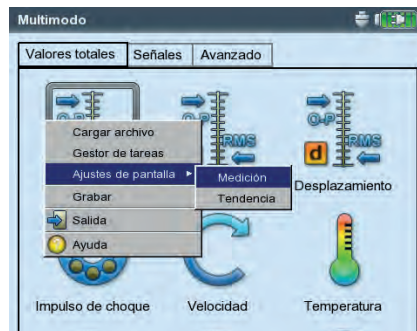 Multimodo
Valores totales Señales Avanzado
O-P
O-P RMS
O-P RMS
d
Cargar archivo
Gestor de tareas
Ajustes de pantalla
Medición
Desplazamiento
Grabar
Tendencia
Salida
Ayuda
Impulso de choque Velocidad Temperatura